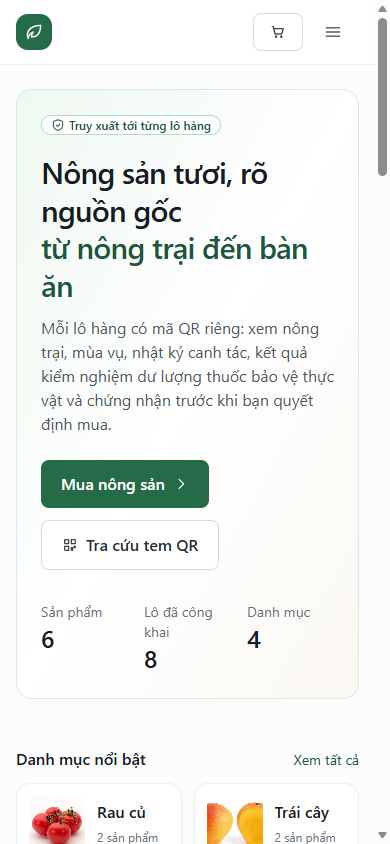 Truy xuất tới từng lô hàng
Nông sản tươi, rõ
nguồn gốc
từ nông trại đến bàn
ăn
Mỗi lô hàng có mã QR riêng: xem nông
trại, mùa vụ, nhật ký canh tác, kết quả
kiểm nghiệm dư lượng thuốc bảo vệ thực
vật và chứng nhận trước khi bạn quyết
định mua.
Mua nông sản
Tra cứu tem QR
Sản phẩm
6
Lô đã công
khai
8
Danh mục
4
Danh mục nổi bật
Xem tất cả
Rau củ
2 sản phẩm
Trái cây
2 sản phẩm